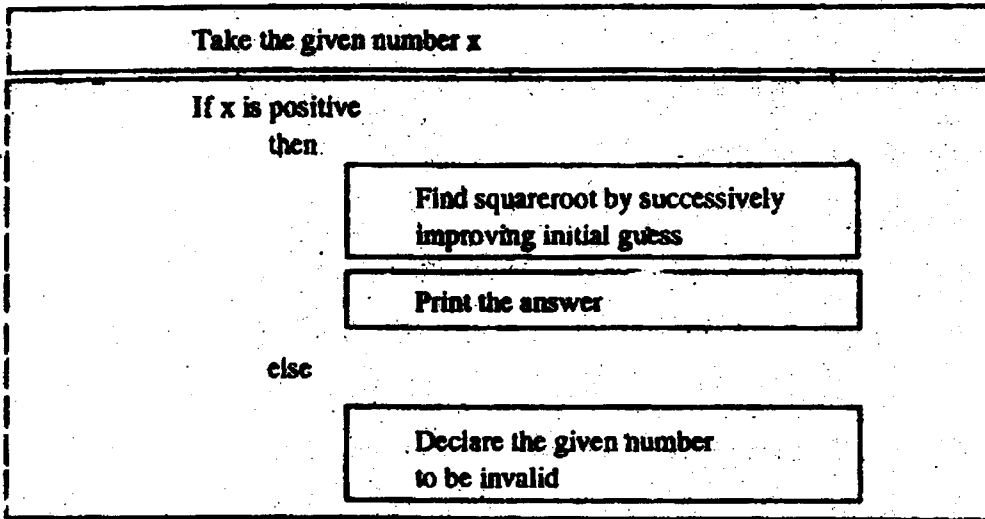 Take the given number x
If x is positive
then
Find squareroot by successively
improving initial guess
Print the answer
else
Declare the given number
to be invalid